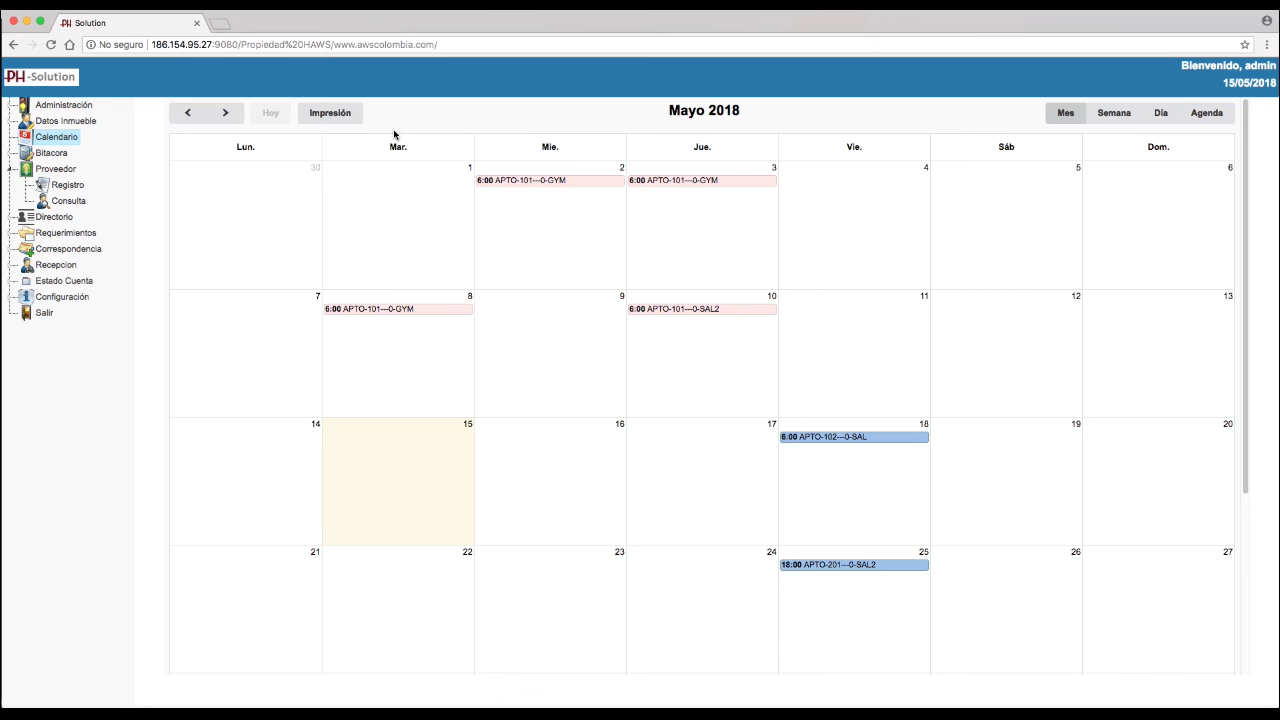 PH Solution
No seguro 186.154.95.27:9080/Propiedad%20HAWS/www.awscolombia.com/
PH-Solution
Bienvenido, admin
15/05/2018
Administración
Datos Inmueble
Calendario
Bitacora
Proveedor
Registro
Consulta
Directorio
Requerimientos
Correspondencia
Recepcion
Estado Cuenta
Configuración
Salir
Hoy Impresión Mayo 2018 Mes Semana Día Agenda
Lun. Mar. Mie. Jue. Vie. Sáb Dom.
30 1 2 3 4 5 6
6:00 APTO-101---0-GYM 6:00 APTO-101---0-GYM
7 8 9 10 11 12 13
6:00 APTO-101---0-GYM 6:00 APTO-101---0-SAL2
14 15 16 17 18 19 20
6:00 APTO-102---0-SAL
21 22 23 24 25 26 27
18:00 APTO-201---0-SAL2